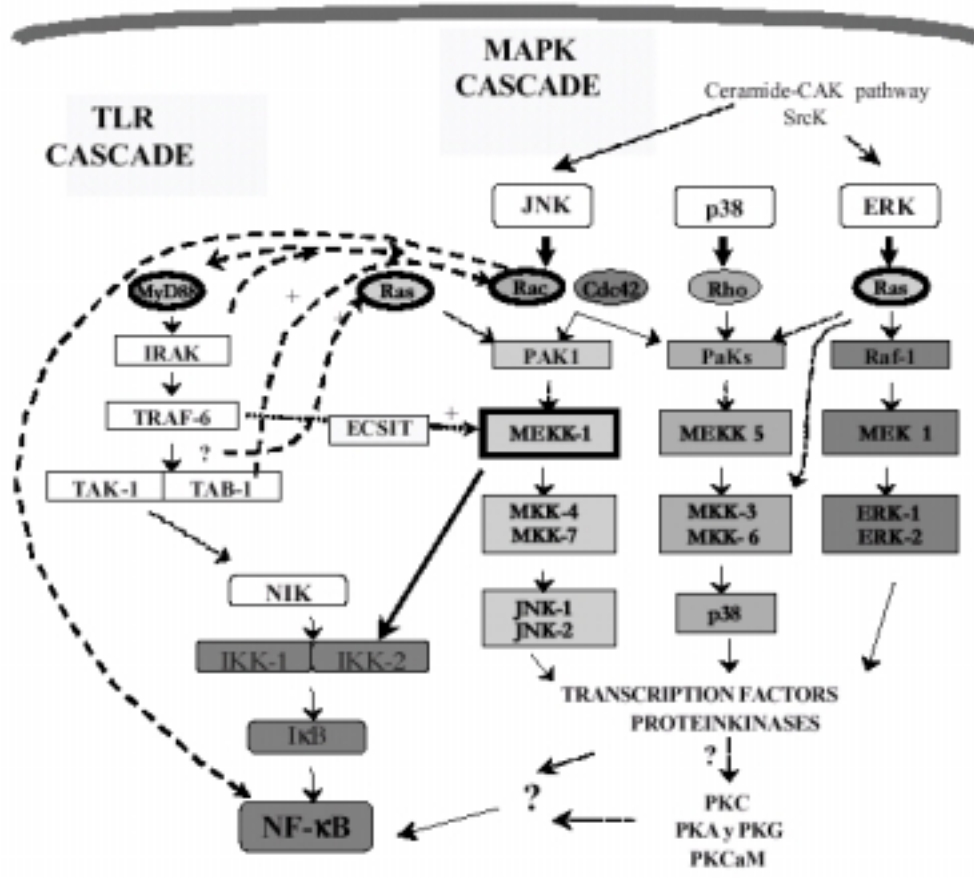 MAPK
CASCADE
Ceramide-CAK pathway
SrcK
TLR
CASCADE
JNK
p38
ERK
MyD88
Ras
Rac
Cdc42
Rho
Ras
+
+
IRAK
PAK1
PaKs
Raf-1
TRAF-6
ECSIT
+
MEKK-1
MEKK 5
MEK 1
?
TAK-1
TAB-1
MKK-4
MKK-7
MKK-3
MKK- 6
ERK-1
ERK-2
NIK
JNK-1
JNK-2
p38
IKK-1
IKK-2
TRANSCRIPTION FACTORS
PROTEINKINASES
IκB
?
?
NF-κB
PKC
PKA y PKG
PKCaM